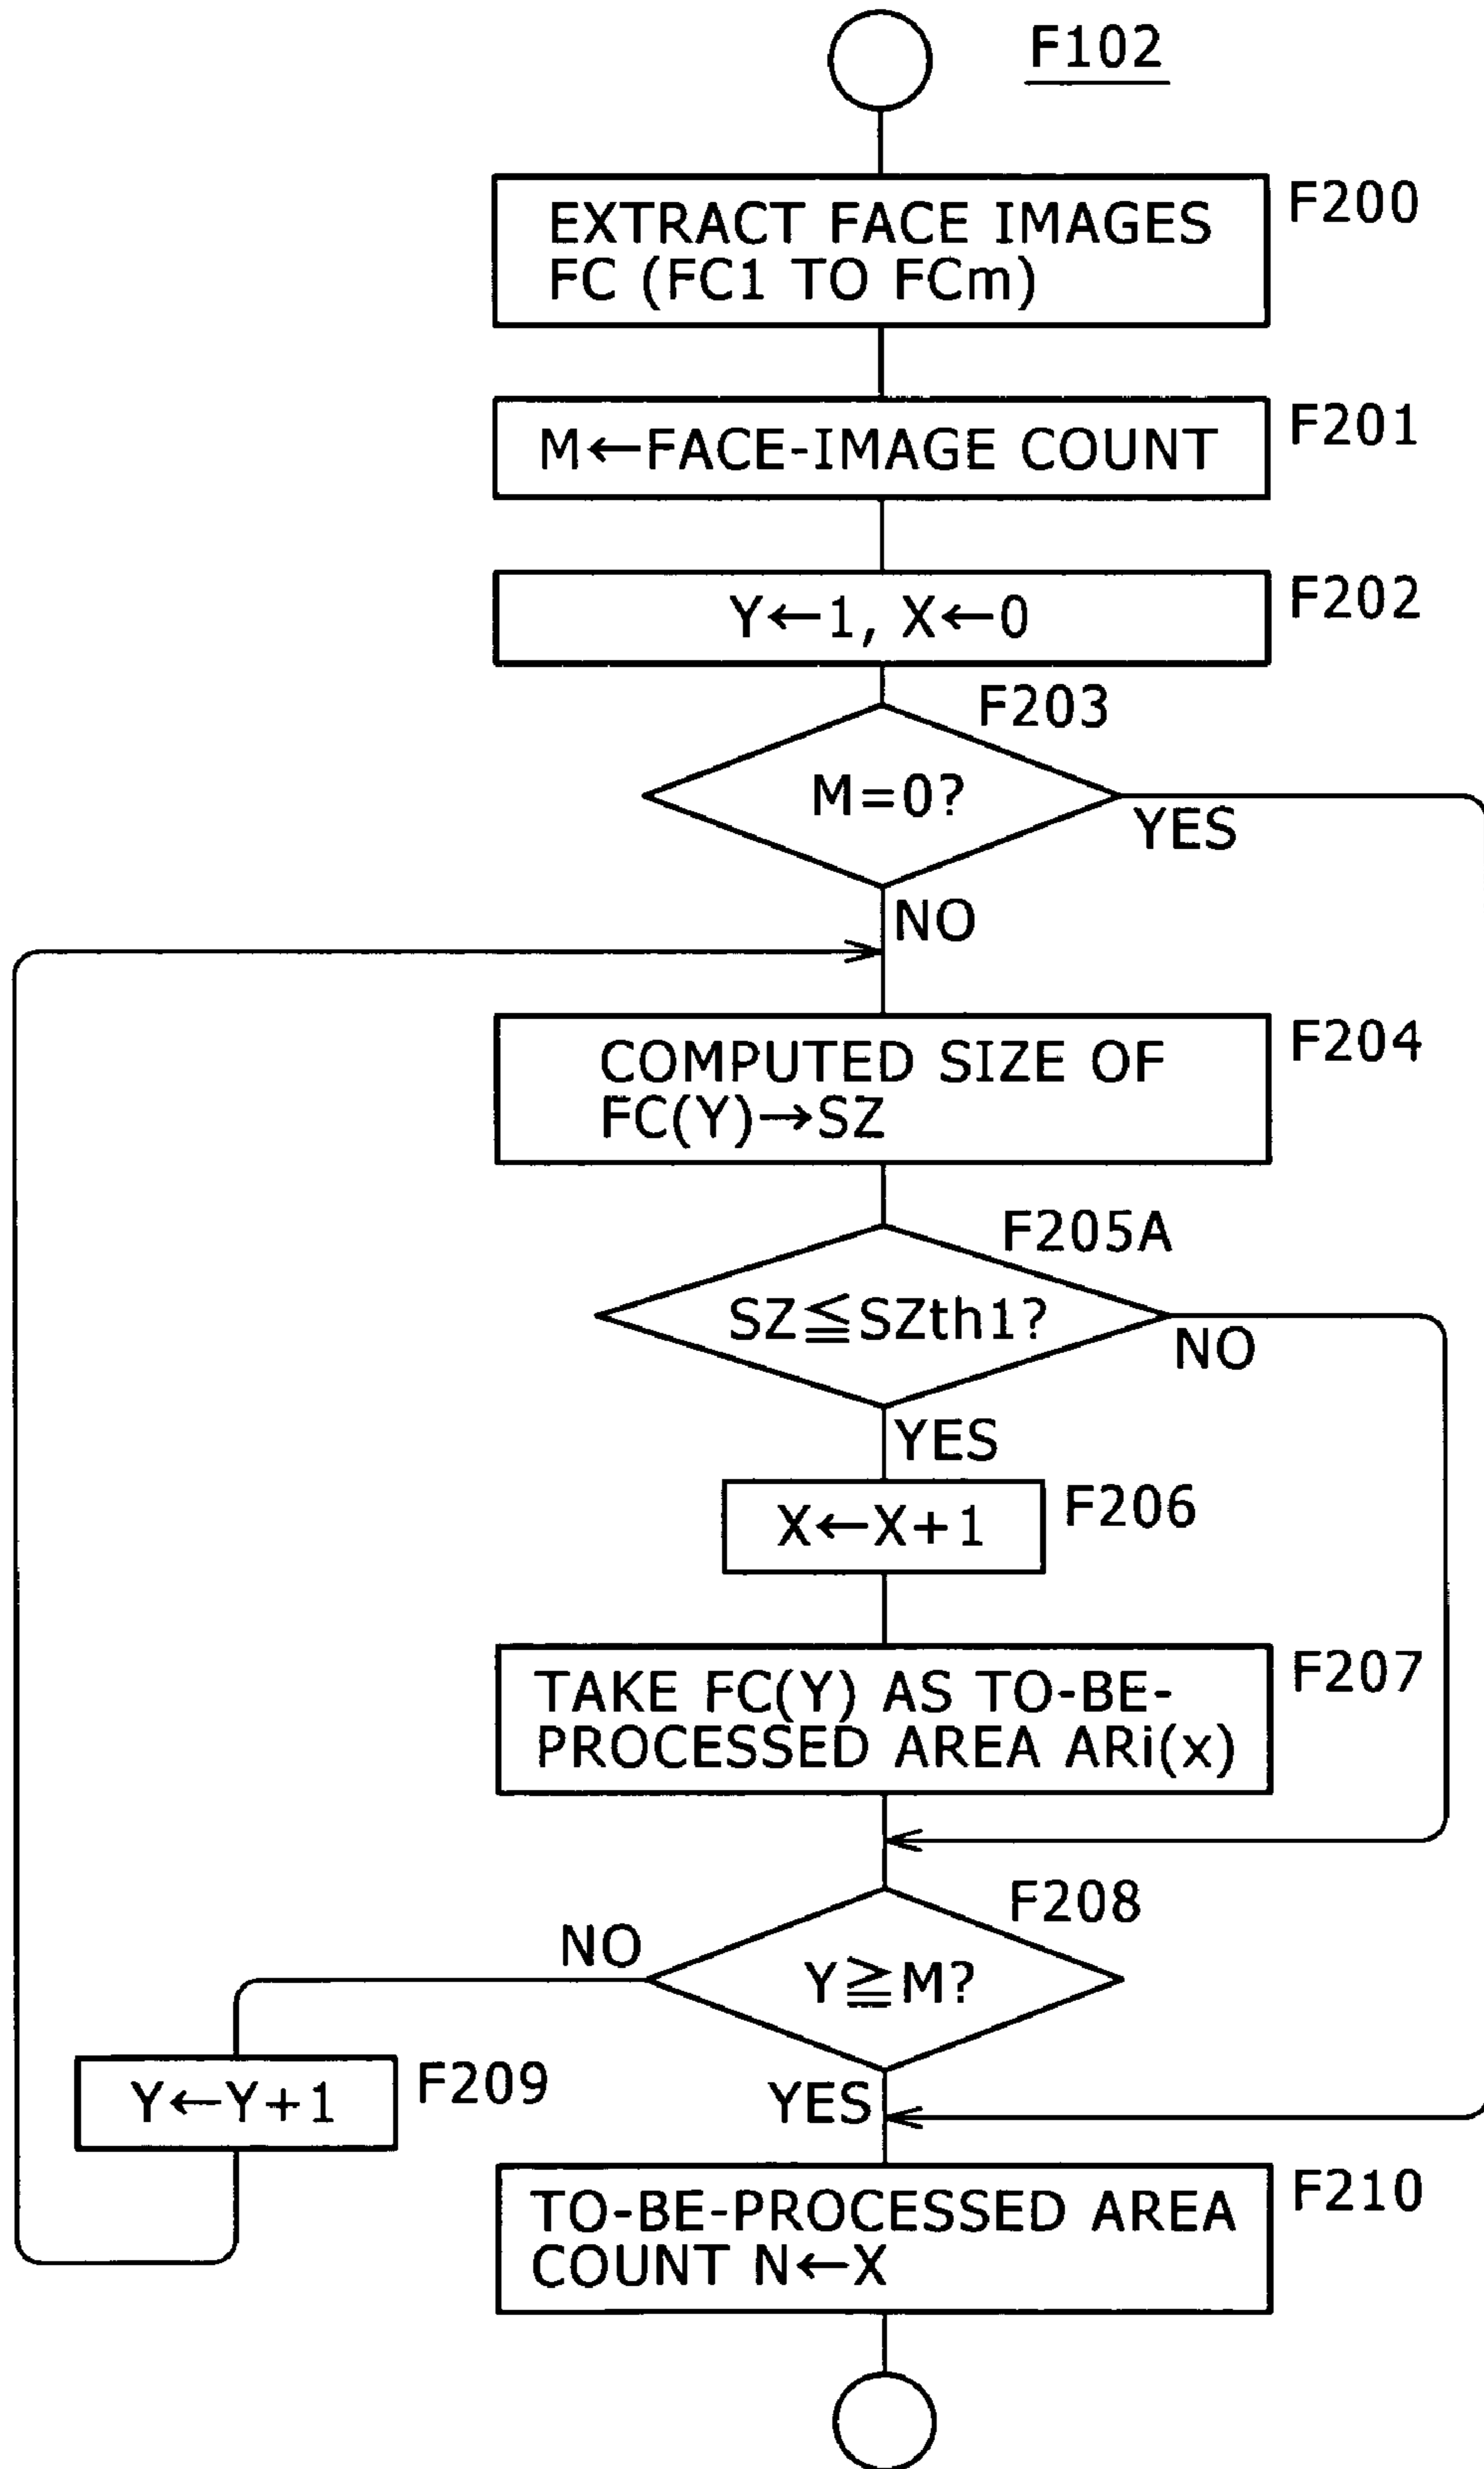 F102
EXTRACT FACE IMAGES
FC (FC1 TO FCm)
F200
M←FACE-IMAGE COUNT
F201
Y←1, X←0
F202
F203
M=0?
YES
NO
COMPUTED SIZE OF
FC(Y)→SZ
F204
F205A
SZ≦SZth1?
NO
YES
X←X+1
F206
TAKE FC(Y) AS TO-BE-
PROCESSED AREA ARi(x)
F207
F208
NO
Y≧M?
Y←Y+1
F209
YES
TO-BE-PROCESSED AREA
COUNT N←X
F210